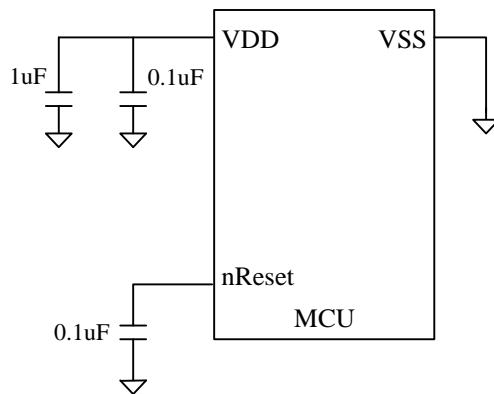 VDD
VSS
1uF
0.1uF
nReset
0.1uF
MCU